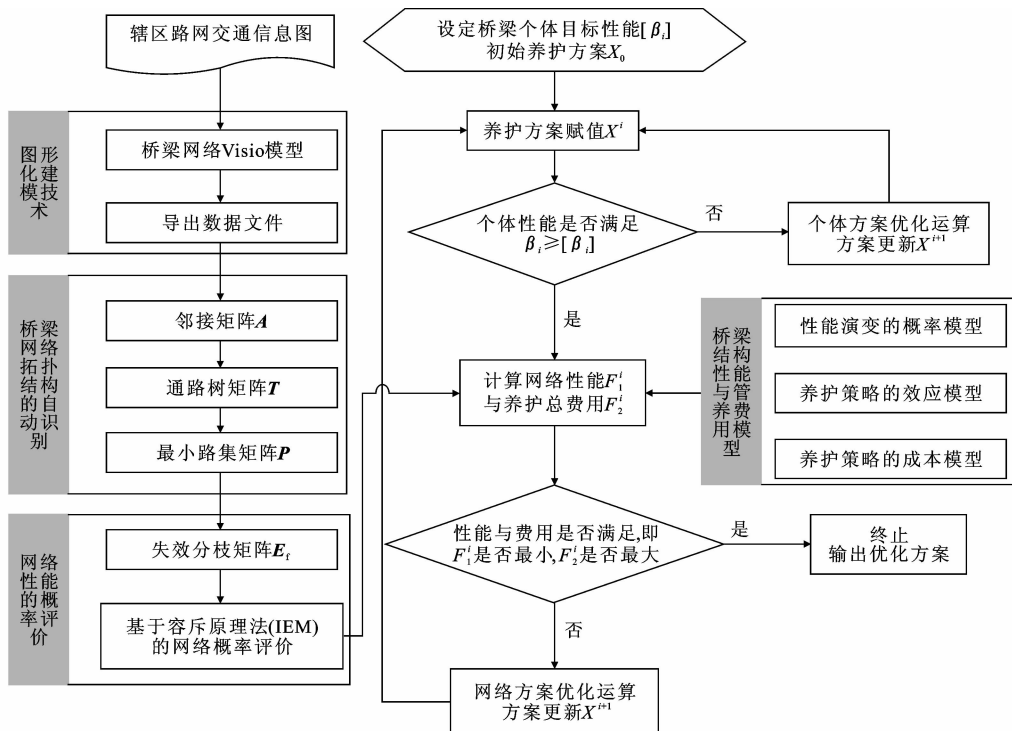 辖区路网交通信息图
图形
化建
模技
术
桥梁网络Visio模型
导出数据文件
桥梁
网络
拓扑
结构
的自
动识
别
邻接矩阵A
通路树矩阵T
最小路集矩阵P
网络
性能
的概
率评
价
失效分枝矩阵E_f
基于容斥原理法(IEM)
的网络概率评价
设定桥梁个体目标性能[β_i]
初始养护方案X_0
养护方案赋值X^i
个体性能是否满足
β_i≥[β_i]
否
个体方案优化运算
方案更新X^{i+1}
是
计算网络性能F_1^i
与养护总费用F_2^i
桥梁
结构
性能
与管
养费
用模
型
性能演变的概率模型
养护策略的效应模型
养护策略的成本模型
性能与费用是否满足,即
F_1^i是否最小,F_2^i是否最大
是
终止
输出优化方案
否
网络方案优化运算
方案更新X^{i+1}